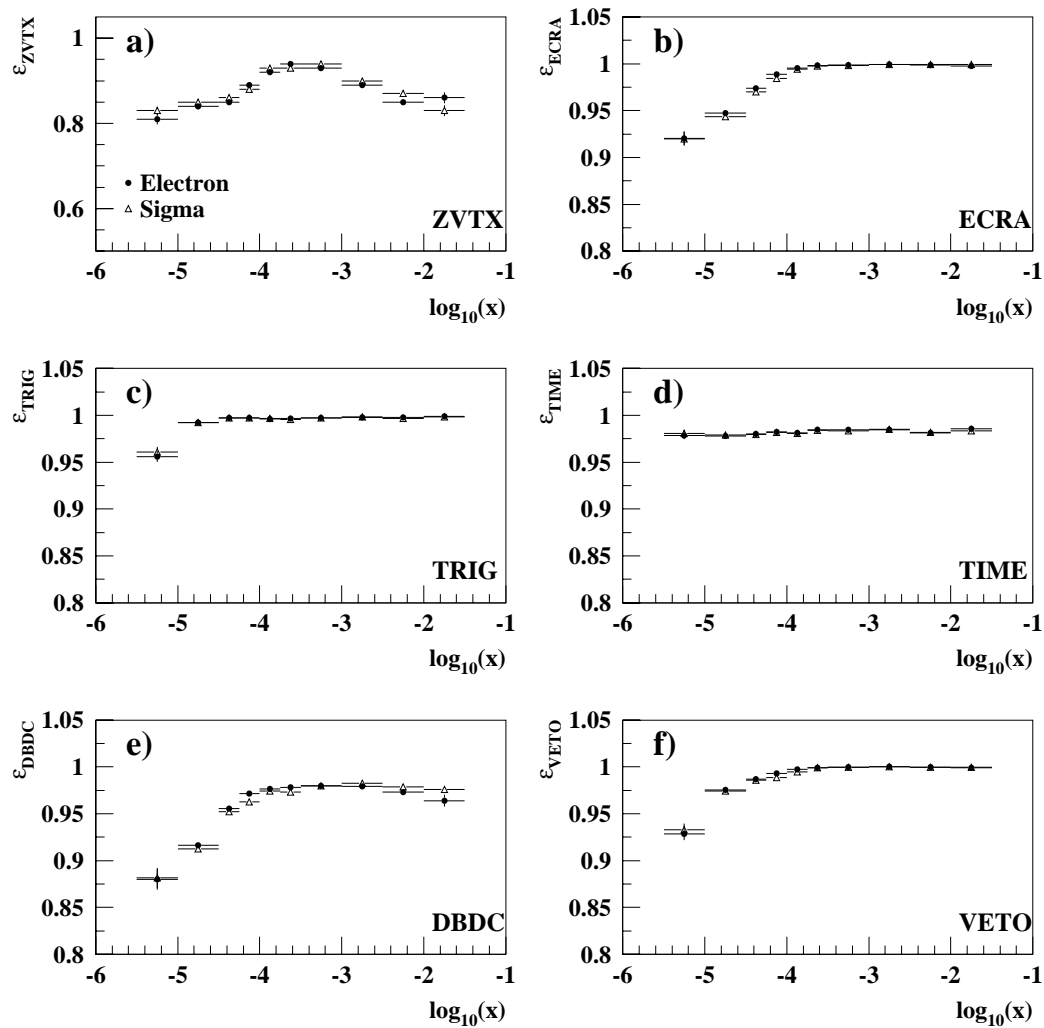 ε_ZVTX
a)
1
0.8
0.6
● Electron
△ Sigma
ZVTX
-6 -5 -4 -3 -2 -1
log₁₀(x)
ε_ECRA
b)
1.05
1
0.95
0.9
0.85
0.8
ECRA
-6 -5 -4 -3 -2 -1
log₁₀(x)
ε_TRIG
c)
1.05
1
0.95
0.9
0.85
0.8
TRIG
-6 -5 -4 -3 -2 -1
log₁₀(x)
ε_TIME
d)
1.05
1
0.95
0.9
0.85
0.8
TIME
-6 -5 -4 -3 -2 -1
log₁₀(x)
ε_DBDC
e)
1.05
1
0.95
0.9
0.85
0.8
DBDC
-6 -5 -4 -3 -2 -1
log₁₀(x)
ε_VETO
f)
1.05
1
0.95
0.9
0.85
0.8
VETO
-6 -5 -4 -3 -2 -1
log₁₀(x)